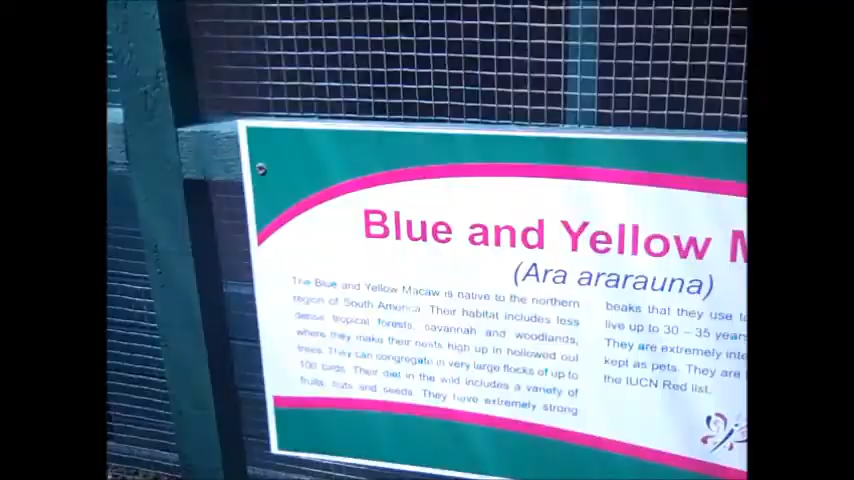 Blue and Yellow M
(Ara ararauna)
The Blue and Yellow Macaw is native to the northern
region of South America. Their habitat includes less
dense tropical forests, savannah and woodlands,
where they make their nests high up in hollowed out
trees. They can congregate in very large flocks of up to
100 birds. Their diet in the wild includes a variety of
fruits, nuts and seeds. They have extremely strong
beaks that they use to
live up to 30 – 35 years
They are extremely inte
kept as pets. They are
the IUCN Red list.